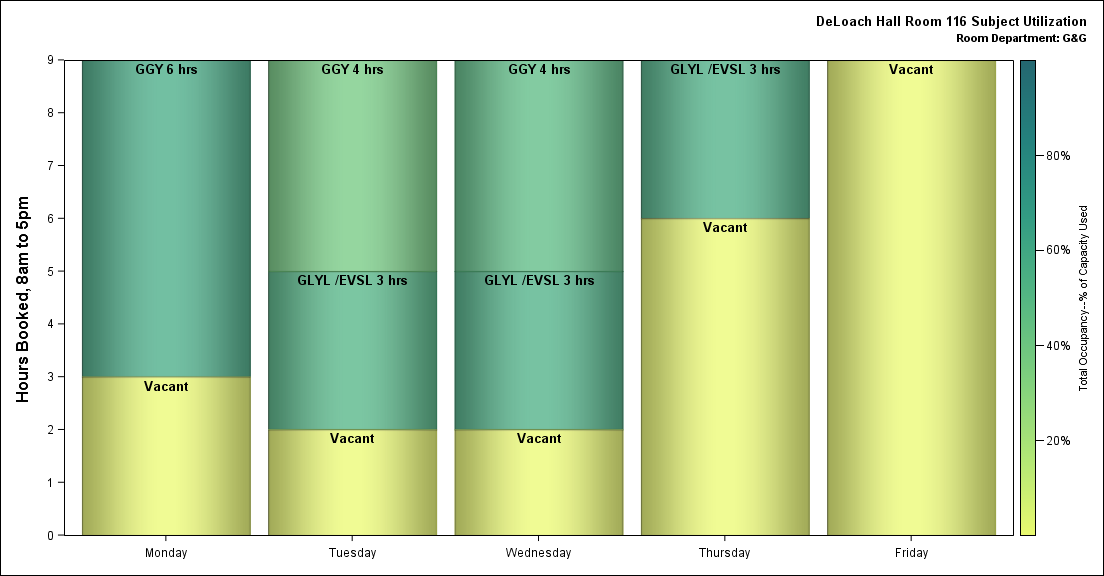 DeLoach Hall Room 116 Subject Utilization
Room Department: G&G
Hours Booked, 8am to 5pm
9
8
7
6
5
4
3
2
1
0
GGY 6 hrs
Vacant
GGY 4 hrs
GLYL /EVSL 3 hrs
Vacant
GGY 4 hrs
GLYL /EVSL 3 hrs
Vacant
GLYL /EVSL 3 hrs
Vacant
Vacant
Monday
Tuesday
Wednesday
Thursday
Friday
80%
60%
40%
20%
Total Occupancy--% of Capacity Used